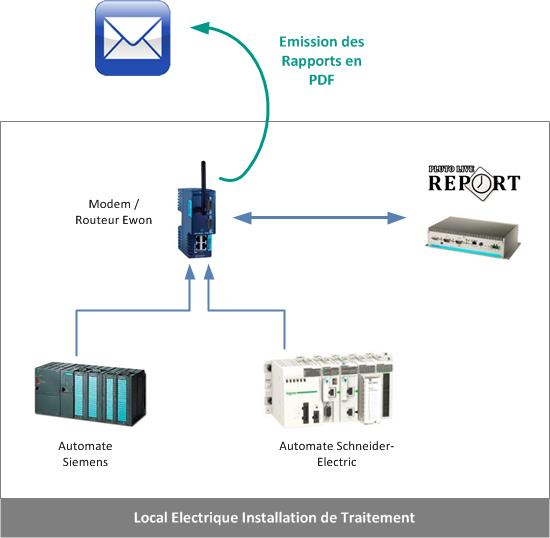 Emission des
Rapports en
PDF
PLUTO LIVE
REPORT
Modem /
Routeur Ewon
Automate
Siemens
Automate Schneider-
Electric
Local Electrique Installation de Traitement